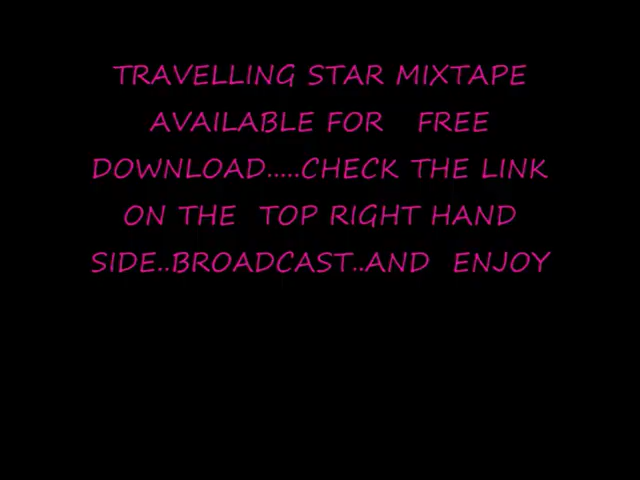 TRAVELLING STAR MIXTAPE
AVAILABLE FOR   FREE
DOWNLOAD.....CHECK THE LINK
ON THE  TOP RIGHT HAND
SIDE..BROADCAST..AND  ENJOY